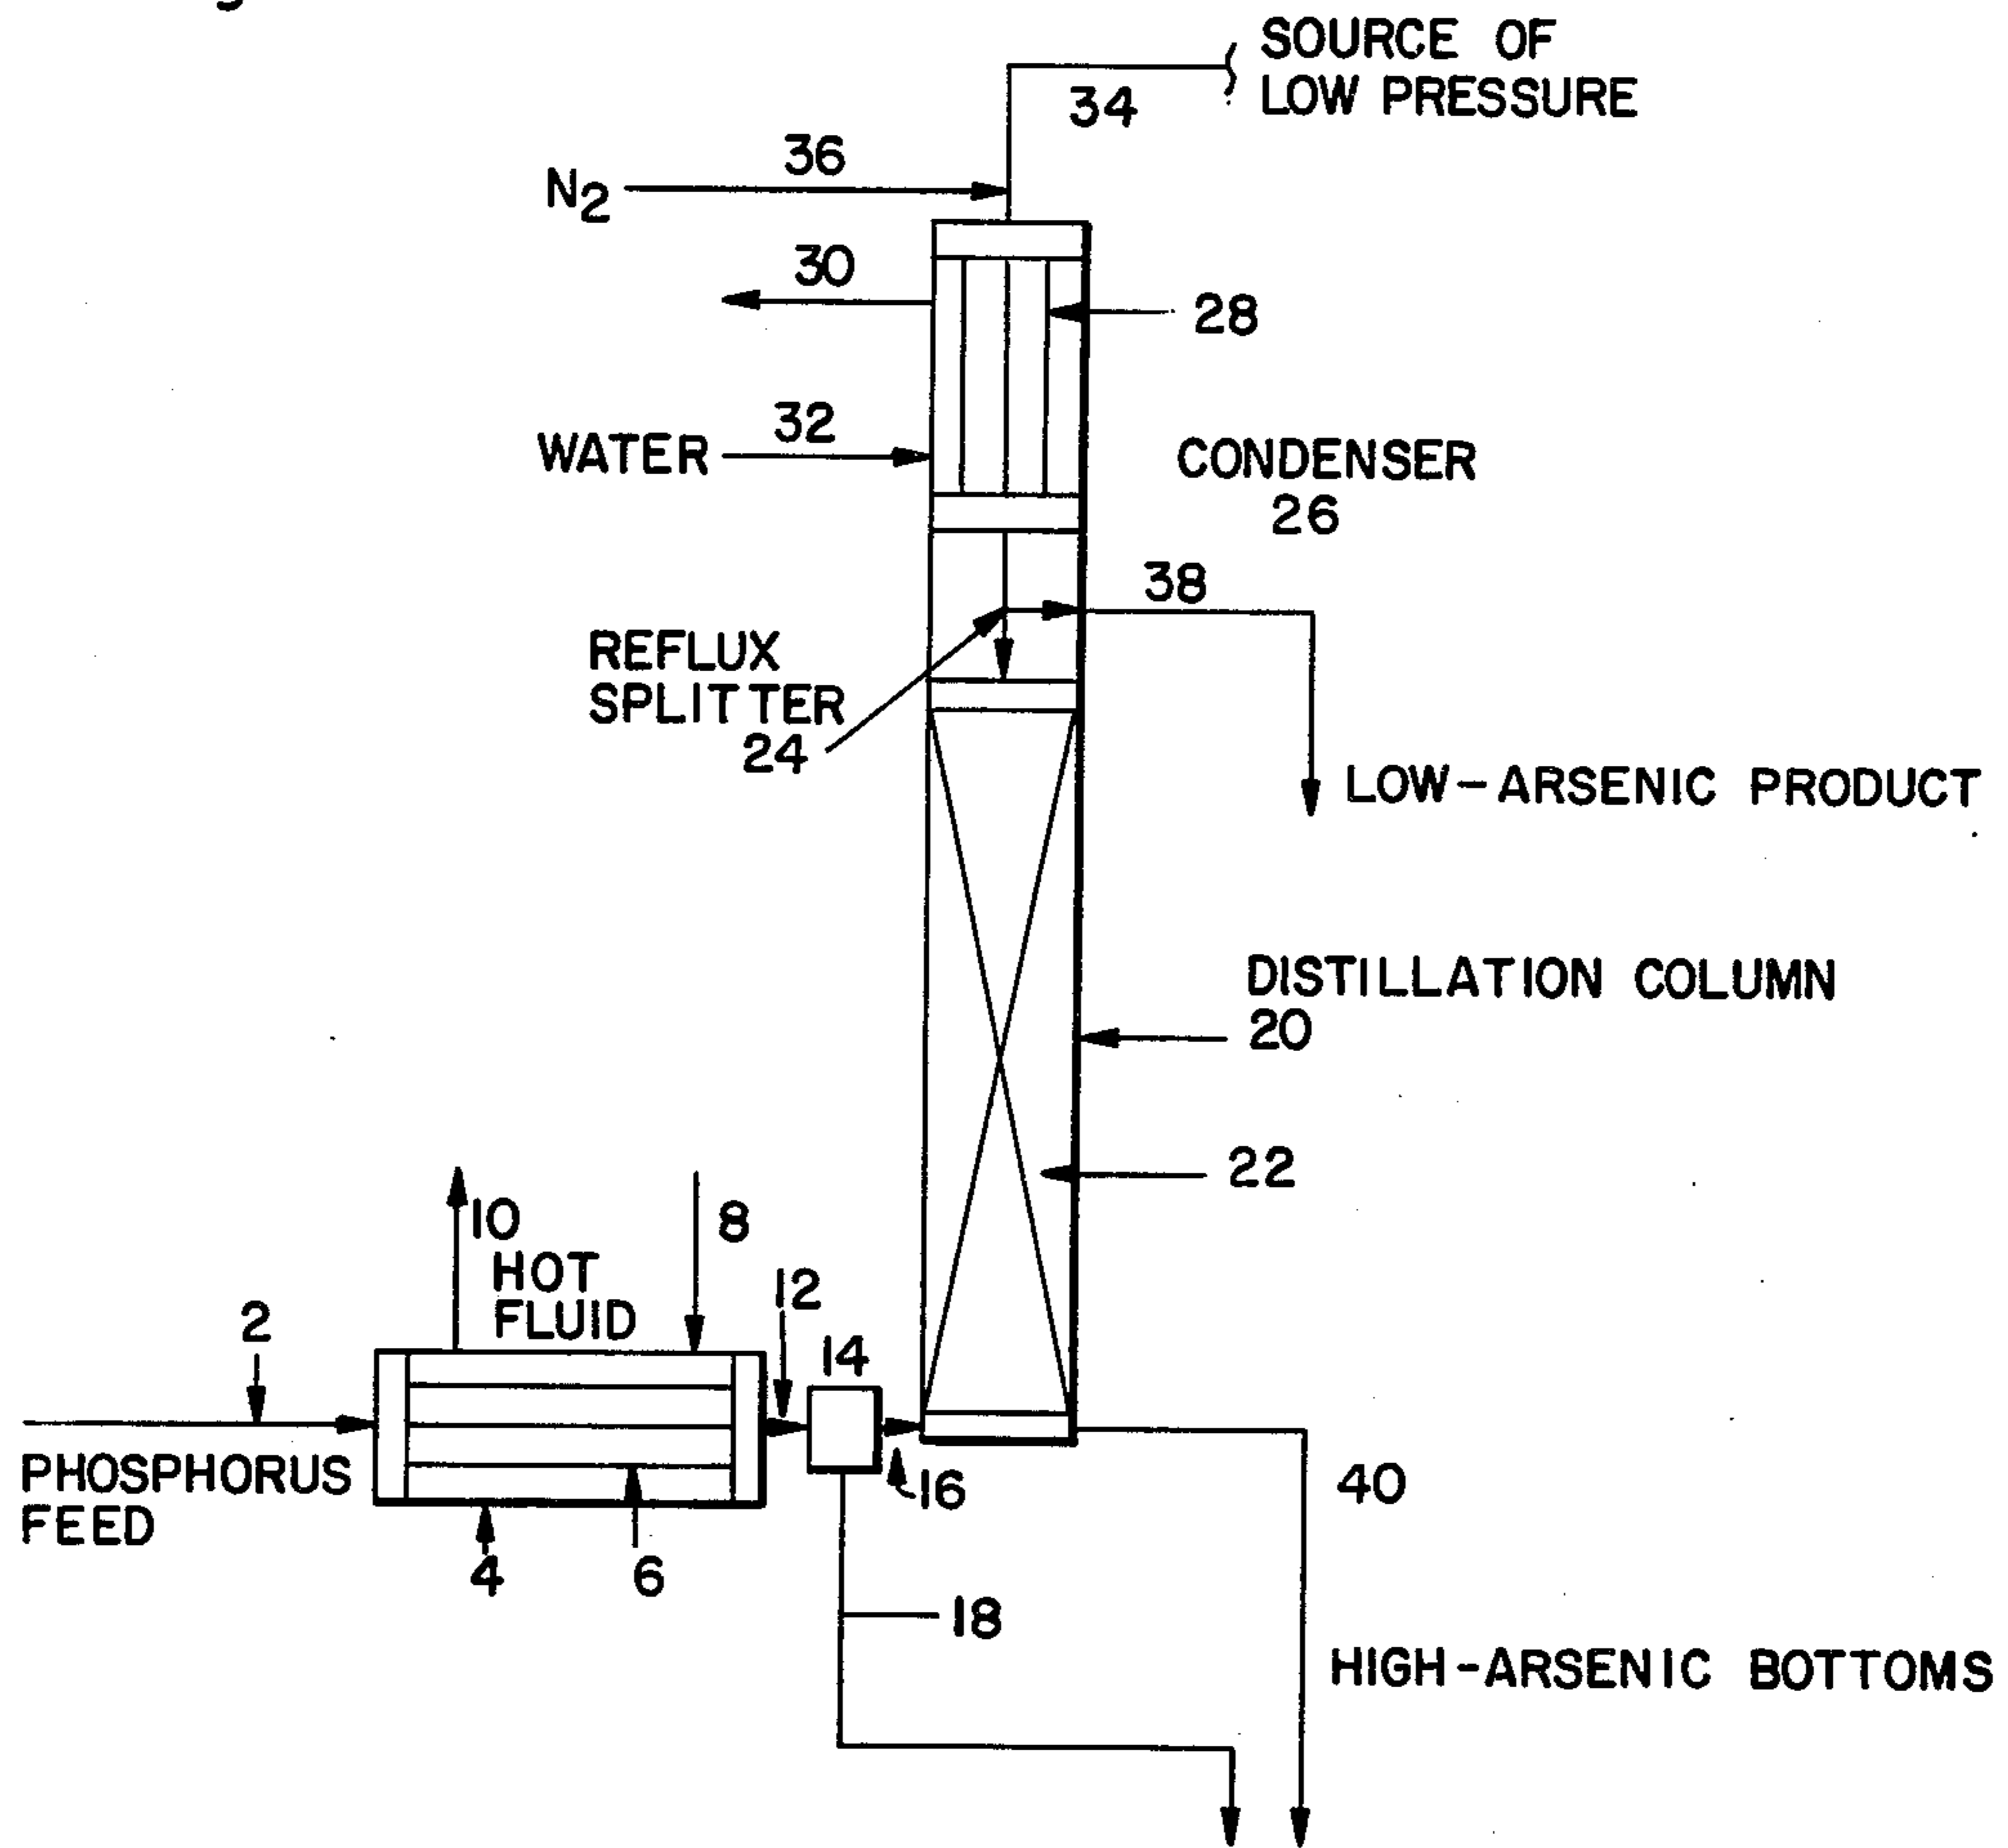 SOURCE OF
LOW PRESSURE
34
36
N2
30
28
32
WATER
CONDENSER
26
38
REFLUX
SPLITTER
24
LOW-ARSENIC PRODUCT
DISTILLATION COLUMN
20
22
10
HOT
FLUID
8
12
2
14
PHOSPHORUS
FEED
16
40
4
6
18
HIGH-ARSENIC BOTTOMS